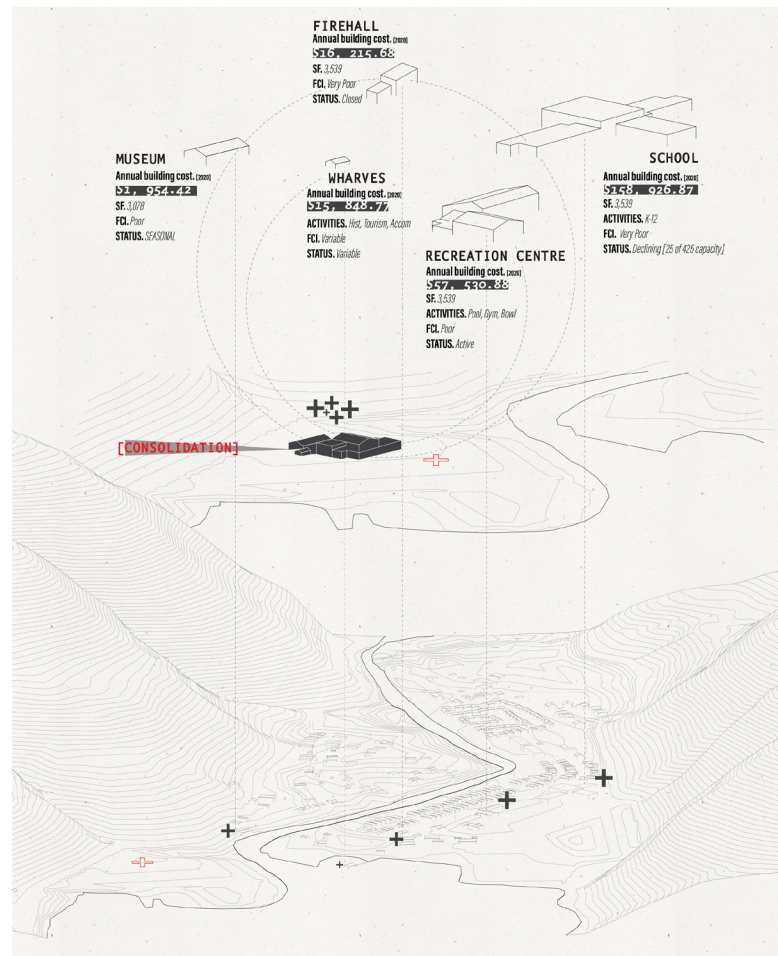 FIREHALL
Annual building cost. [2020]
$16, 215.68
SF. 3,539
FCI. Very Poor
STATUS. Closed
MUSEUM
Annual building cost. [2020]
$1, 954.42
SF. 3,078
FCI. Poor
STATUS. SEASONAL
WHARVES
Annual building cost. [2020]
$15, 848.77
ACTIVITIES. Hist, Tourism, Accom
FCI. Variable
STATUS. Variable
RECREATION CENTRE
Annual building cost. [2020]
$57, 530.88
SF. 3,539
ACTIVITIES. Pool, Gym, Bowl
FCI. Poor
STATUS. Active
SCHOOL
Annual building cost. [2020]
$158, 926.87
SF. 3,539
ACTIVITIES. K-12
FCI. Very Poor
STATUS. Declining [25 of 425 capacity]
[CONSOLIDATION]